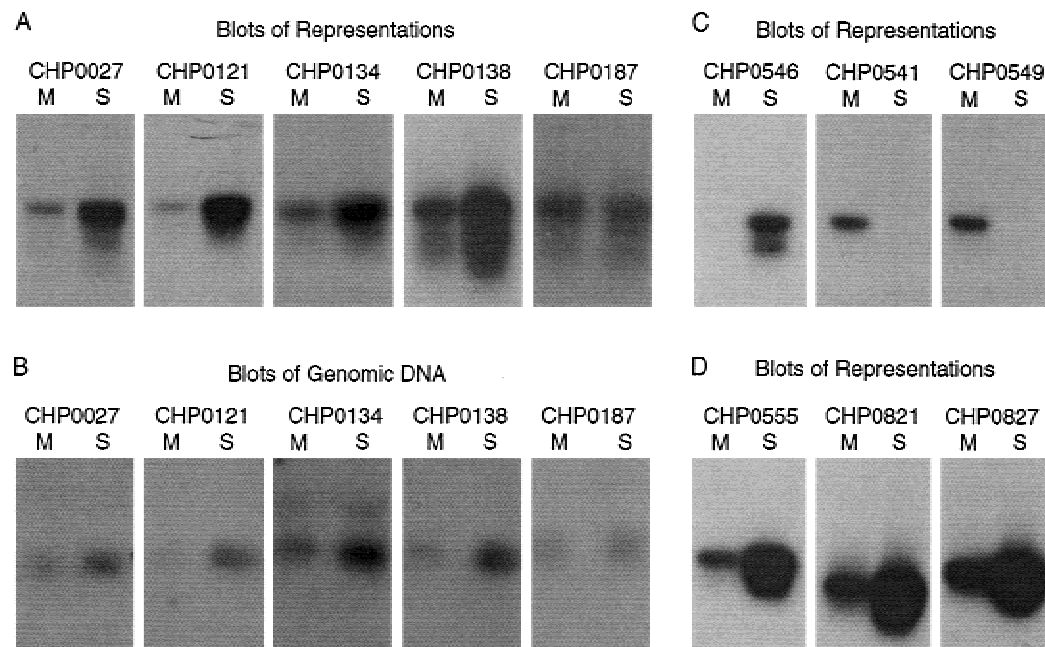 A
Blots of Representations
CHP0027 CHP0121 CHP0134 CHP0138 CHP0187
M S M S M S M S M S
B
Blots of Genomic DNA
CHP0027 CHP0121 CHP0134 CHP0138 CHP0187
M S M S M S M S M S
C
Blots of Representations
CHP0546 CHP0541 CHP0549
M S M S M S
D
Blots of Representations
CHP0555 CHP0821 CHP0827
M S M S M S